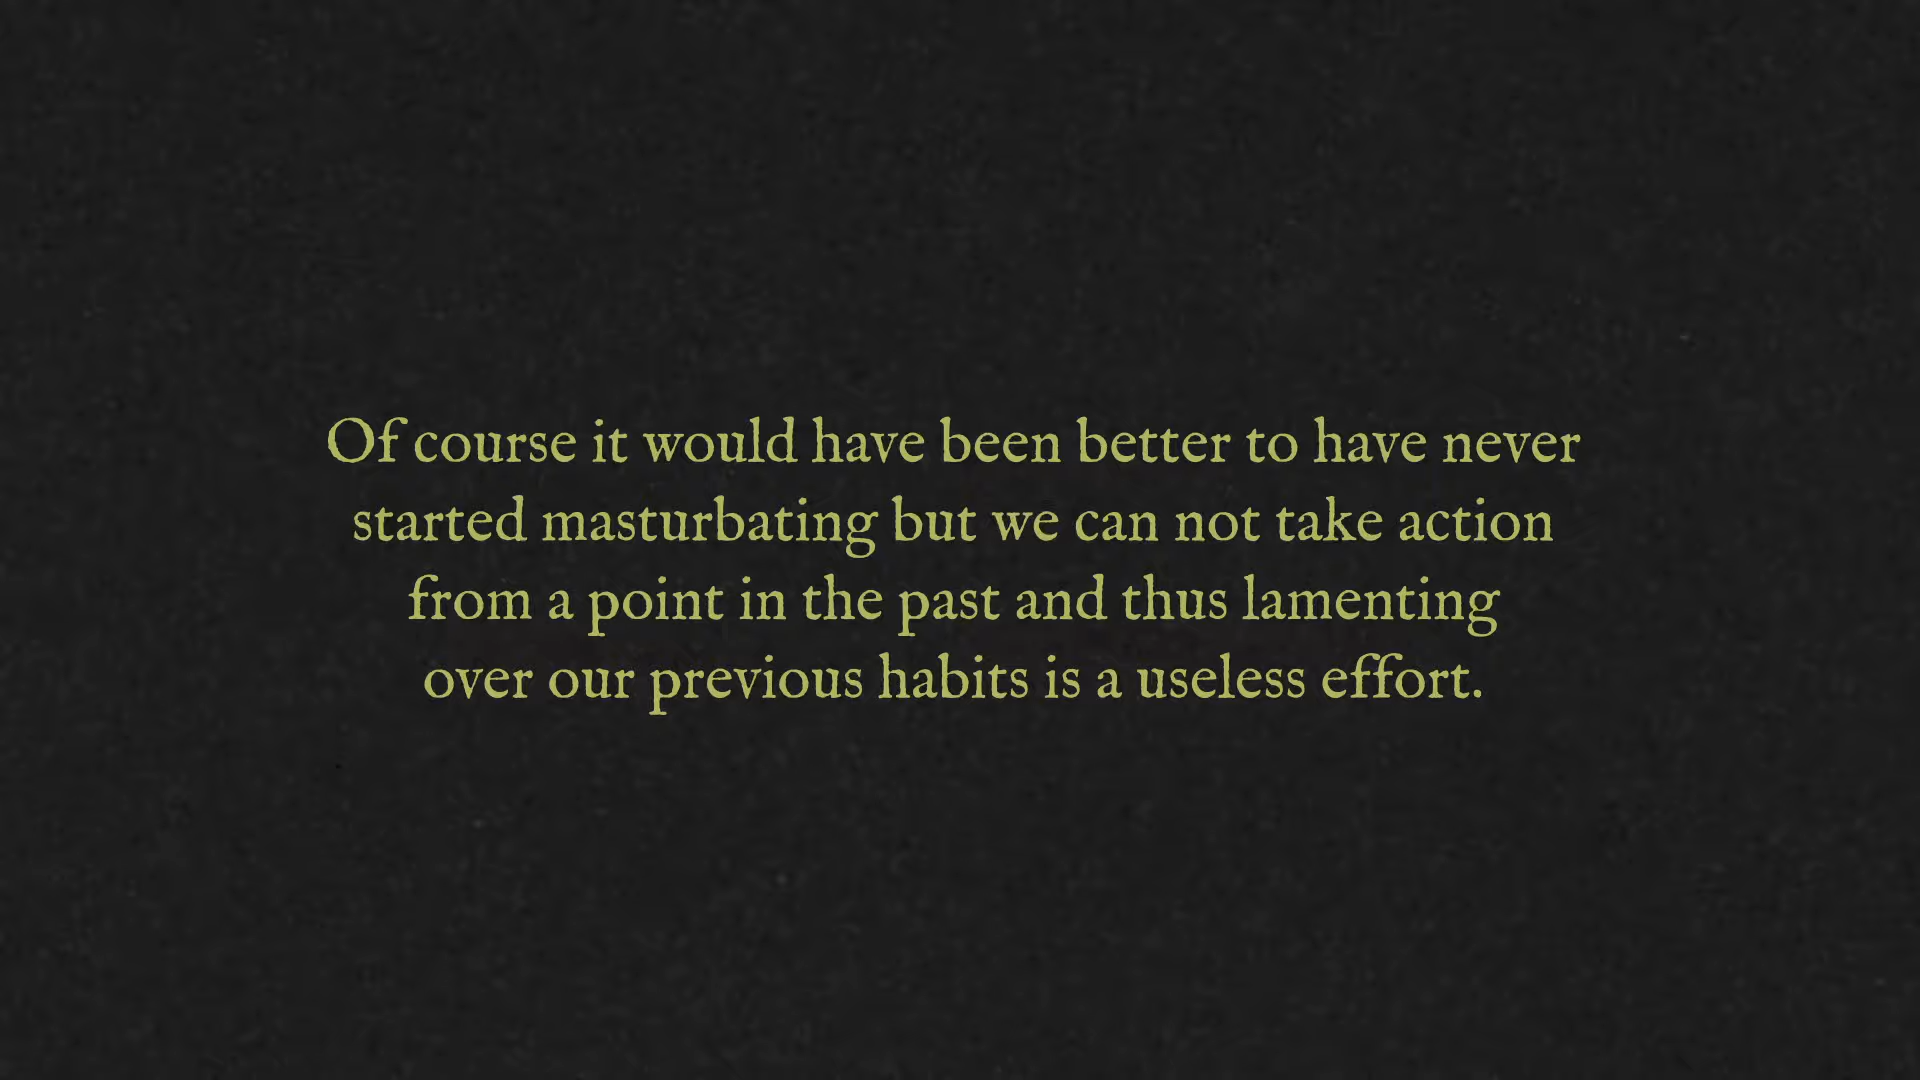 Of course it would have been better to have never
started masturbating but we can not take action
from a point in the past and thus lamenting
over our previous habits is a useless effort.